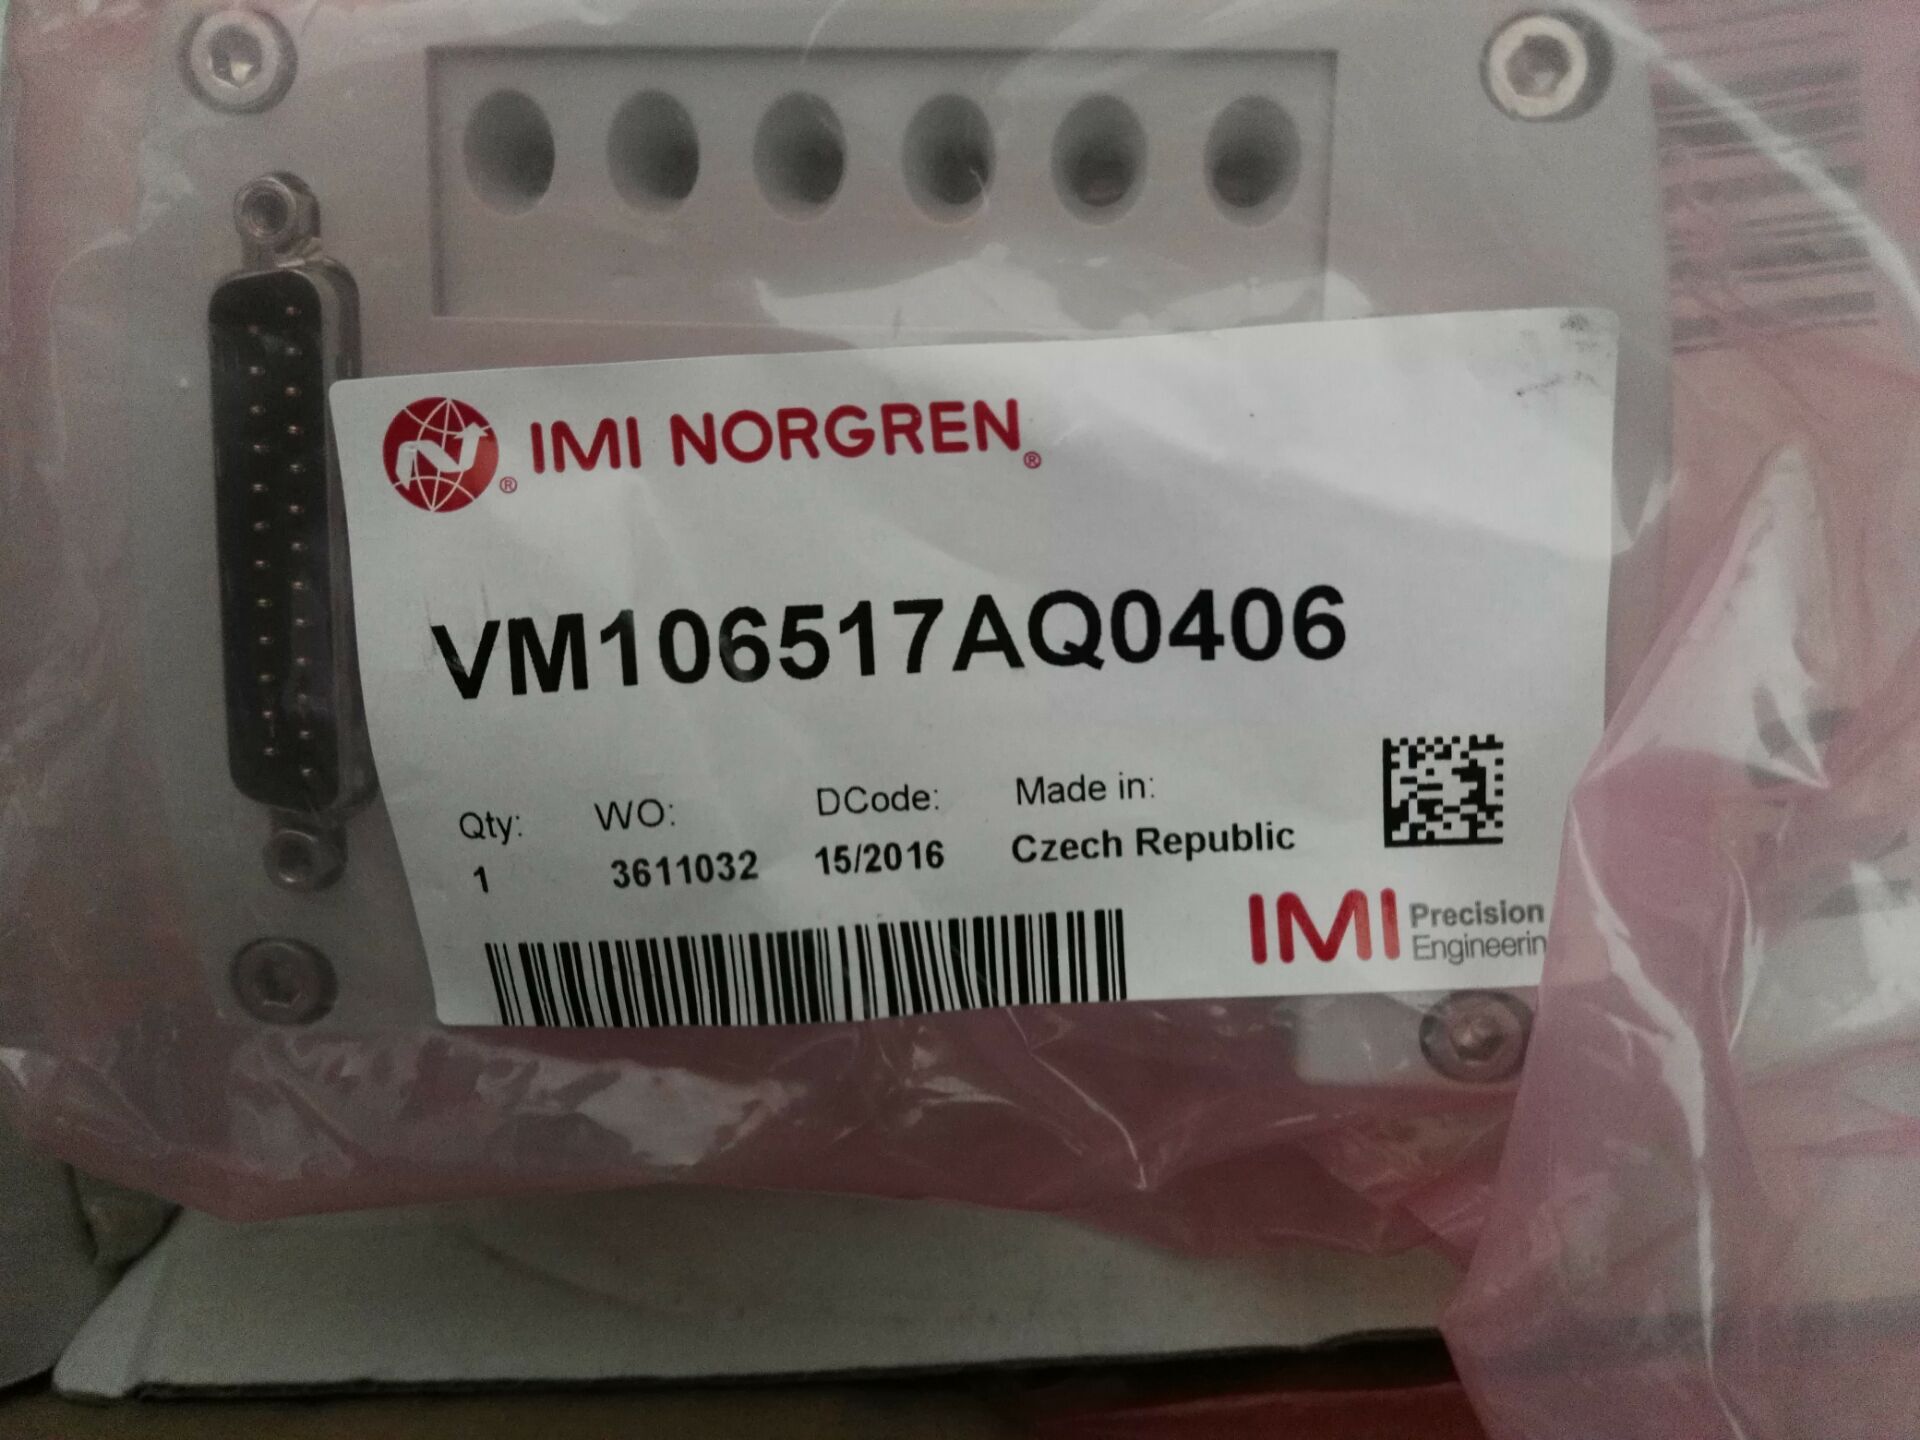 ® IMI NORGREN®
VM106517AQ0406
Qty: WO: DCode: Made in:
1 3611032 15/2016 Czech Republic
IMI Precision
Engineerin